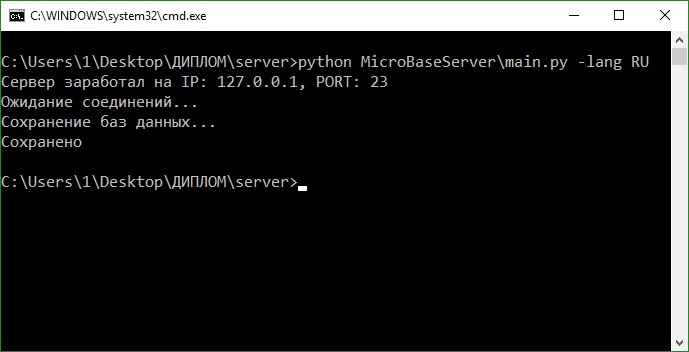 C:\WINDOWS\system32\cmd.exe
C:\Users\1\Desktop\ДИПЛОМ\server>python MicroBaseServer\main.py -lang RU
Сервер заработал на IP: 127.0.0.1, PORT: 23
Ожидание соединений...
Сохранение баз данных...
Сохранено
C:\Users\1\Desktop\ДИПЛОМ\server>